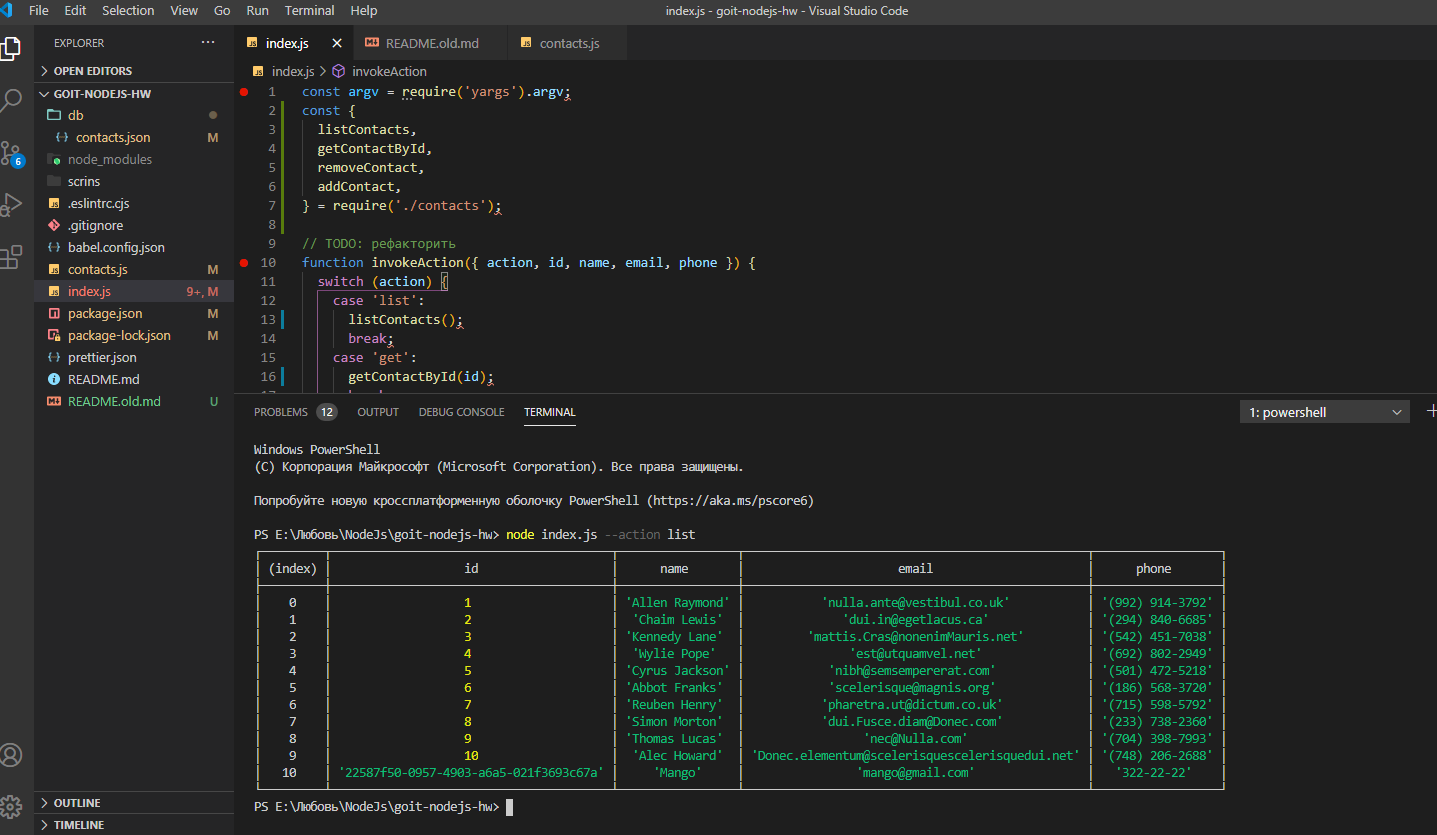 File Edit Selection View Go Run Terminal Help index.js - goit-nodejs-hw - Visual Studio Code
EXPLORER ···
OPEN EDITORS
GOIT-NODEJS-HW
db
contacts.json M
node_modules
scrins
.eslintrc.cjs
.gitignore
babel.config.json
contacts.js M
index.js 9+, M
package.json M
package-lock.json M
prettier.json
README.md
README.old.md U
OUTLINE
TIMELINE
6
index.js README.old.md contacts.js
index.js > invokeAction
1 const argv = require('yargs').argv;
2 const {
3 listContacts,
4 getContactById,
5 removeContact,
6 addContact,
7 } = require('./contacts');
8
9 // TODO: рефакторить
10 function invokeAction({ action, id, name, email, phone }) {
11 switch (action) {
12 case 'list':
13 listContacts();
14 break;
15 case 'get':
16 getContactById(id);
PROBLEMS 12 OUTPUT DEBUG CONSOLE TERMINAL 1: powershell
Windows PowerShell
(C) Корпорация Майкрософт (Microsoft Corporation). Все права защищены.
Попробуйте новую кроссплатформенную оболочку PowerShell (https://aka.ms/pscore6)
PS E:\Любовь\NodeJs\goit-nodejs-hw> node index.js --action list
(index) id name email phone
0 1 'Allen Raymond' 'nulla.ante@vestibul.co.uk' '(992) 914-3792'
1 2 'Chaim Lewis' 'dui.in@egetlacus.ca' '(294) 840-6685'
2 3 'Kennedy Lane' 'mattis.Cras@nonenimMauris.net' '(542) 451-7038'
3 4 'Wylie Pope' 'est@utquamvel.net' '(692) 802-2949'
4 5 'Cyrus Jackson' 'nibh@semsempererat.com' '(501) 472-5218'
5 6 'Abbot Franks' 'scelerisque@magnis.org' '(186) 568-3720'
6 7 'Reuben Henry' 'pharetra.ut@dictum.co.uk' '(715) 598-5792'
7 8 'Simon Morton' 'dui.Fusce.diam@Donec.com' '(233) 738-2360'
8 9 'Thomas Lucas' 'nec@Nulla.com' '(704) 398-7993'
9 10 'Alec Howard' 'Donec.elementum@scelerisquescelerisquedui.net' '(748) 206-2688'
10 '22587f50-0957-4903-a6a5-021f3693c67a' 'Mango' 'mango@gmail.com' '322-22-22'
PS E:\Любовь\NodeJs\goit-nodejs-hw>